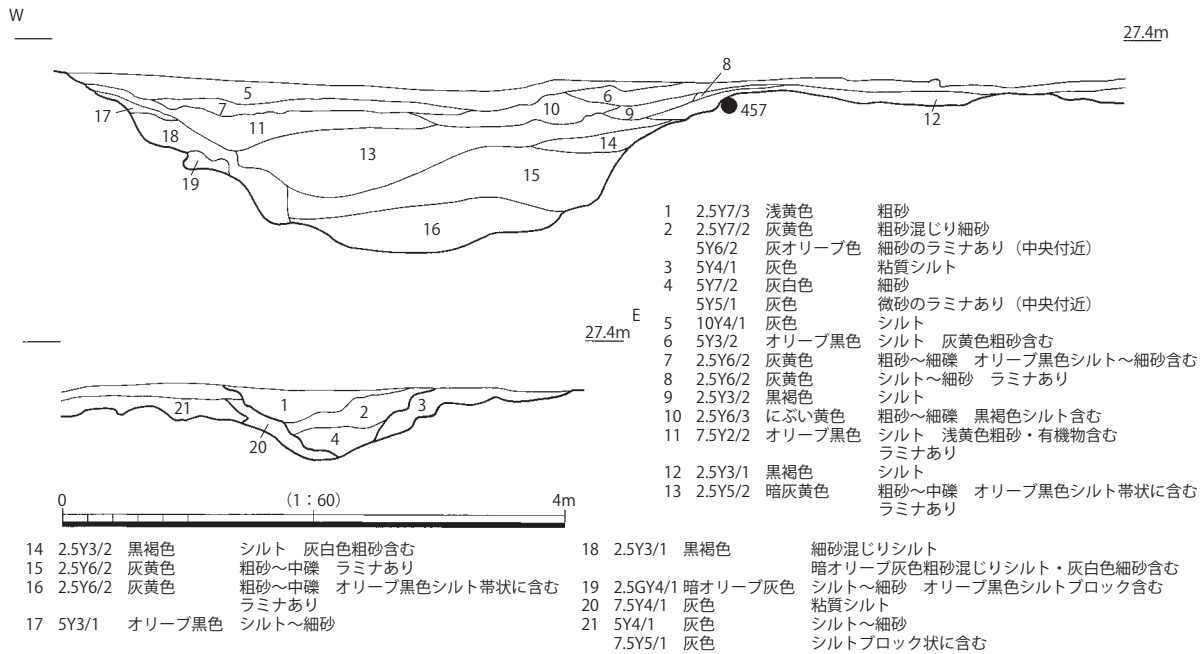 W
27.4m
8
5
6
7
10
9
17
11
457
12
18
13
14
19
15
16
1 2.5Y7/3 浅黄色 粗砂
2 2.5Y7/2 灰黄色 粗砂混じり細砂
5Y6/2 灰オリーブ色 細砂のラミナあり（中央付近）
3 5Y4/1 灰色 粘質シルト
4 5Y7/2 灰白色 細砂
5Y5/1 灰色 微砂のラミナあり（中央付近）
5 10Y4/1 灰色 シルト
6 5Y3/2 オリーブ黒色 シルト 灰黄色粗砂含む
7 2.5Y6/2 灰黄色 粗砂～細礫 オリーブ黒色シルト～細砂含む
8 2.5Y6/2 灰黄色 シルト～細砂 ラミナあり
9 2.5Y3/2 黒褐色 シルト
10 2.5Y6/3 にぶい黄色 粗砂～細礫 黒褐色シルト含む
11 7.5Y2/2 オリーブ黒色 シルト 浅黄色粗砂・有機物含む
ラミナあり
12 2.5Y3/1 黒褐色 シルト
13 2.5Y5/2 暗灰黄色 粗砂～中礫 オリーブ黒色シルト帯状に含む
ラミナあり
E
27.4m
21
1
2
3
4
20
0 （1：60） 4m
14 2.5Y3/2 黒褐色 シルト 灰白色粗砂含む
15 2.5Y6/2 灰黄色 粗砂～中礫 ラミナあり
16 2.5Y6/2 灰黄色 粗砂～中礫 オリーブ黒色シルト帯状に含む
ラミナあり
17 5Y3/1 オリーブ黒色 シルト～細砂
18 2.5Y3/1 黒褐色 細砂混じりシルト
暗オリーブ灰色粗砂混じりシルト・灰白色細砂含む
19 2.5GY4/1 暗オリーブ灰色 シルト～細砂 オリーブ黒色シルトブロック含む
20 7.5Y4/1 灰色 粘質シルト
21 5Y4/1 灰色 シルト～細砂
7.5Y5/1 灰色 シルトブロック状に含む